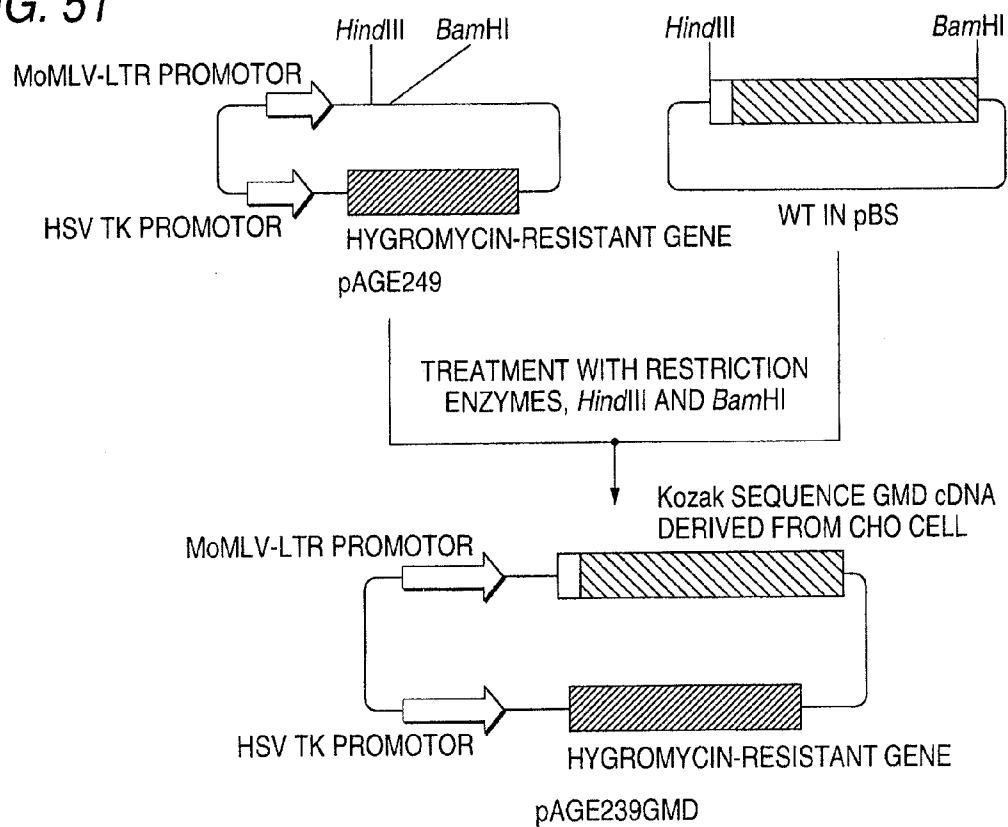 FIG. 51
HindIII BamHI
HindIII BamHI
MoMLV-LTR PROMOTOR
HSV TK PROMOTOR
HYGROMYCIN-RESISTANT GENE
pAGE249
WT IN pBS
TREATMENT WITH RESTRICTION
ENZYMES, HindIII AND BamHI
Kozak SEQUENCE GMD cDNA
DERIVED FROM CHO CELL
MoMLV-LTR PROMOTOR
HSV TK PROMOTOR
HYGROMYCIN-RESISTANT GENE
pAGE239GMD